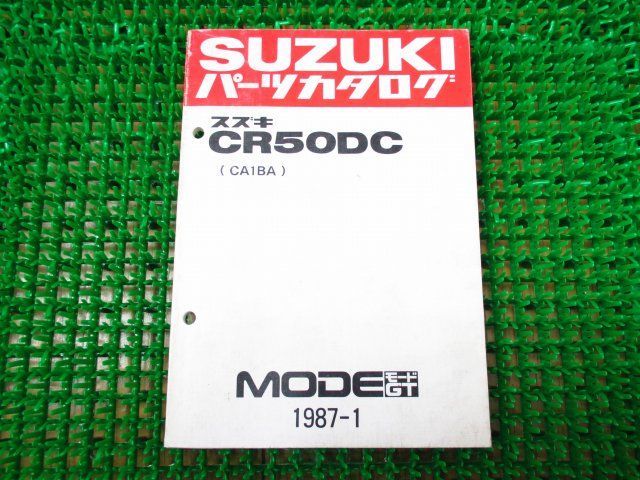 SUZUKI
パーツカタログ
スズキ
CR50DC
( CA1BA )
MODE モード GT
1987-1